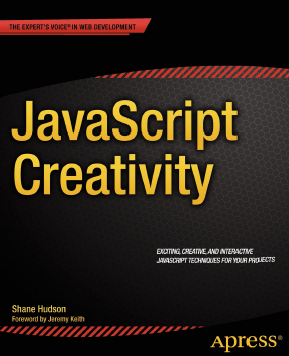 THE EXPERT'S VOICE® IN WEB DEVELOPMENT
JavaScript
Creativity
EXCITING, CREATIVE, AND INTERACTIVE
JAVASCRIPT TECHNIQUES FOR YOUR PROJECTS
Shane Hudson
Foreword by Jeremy Keith
Apress®